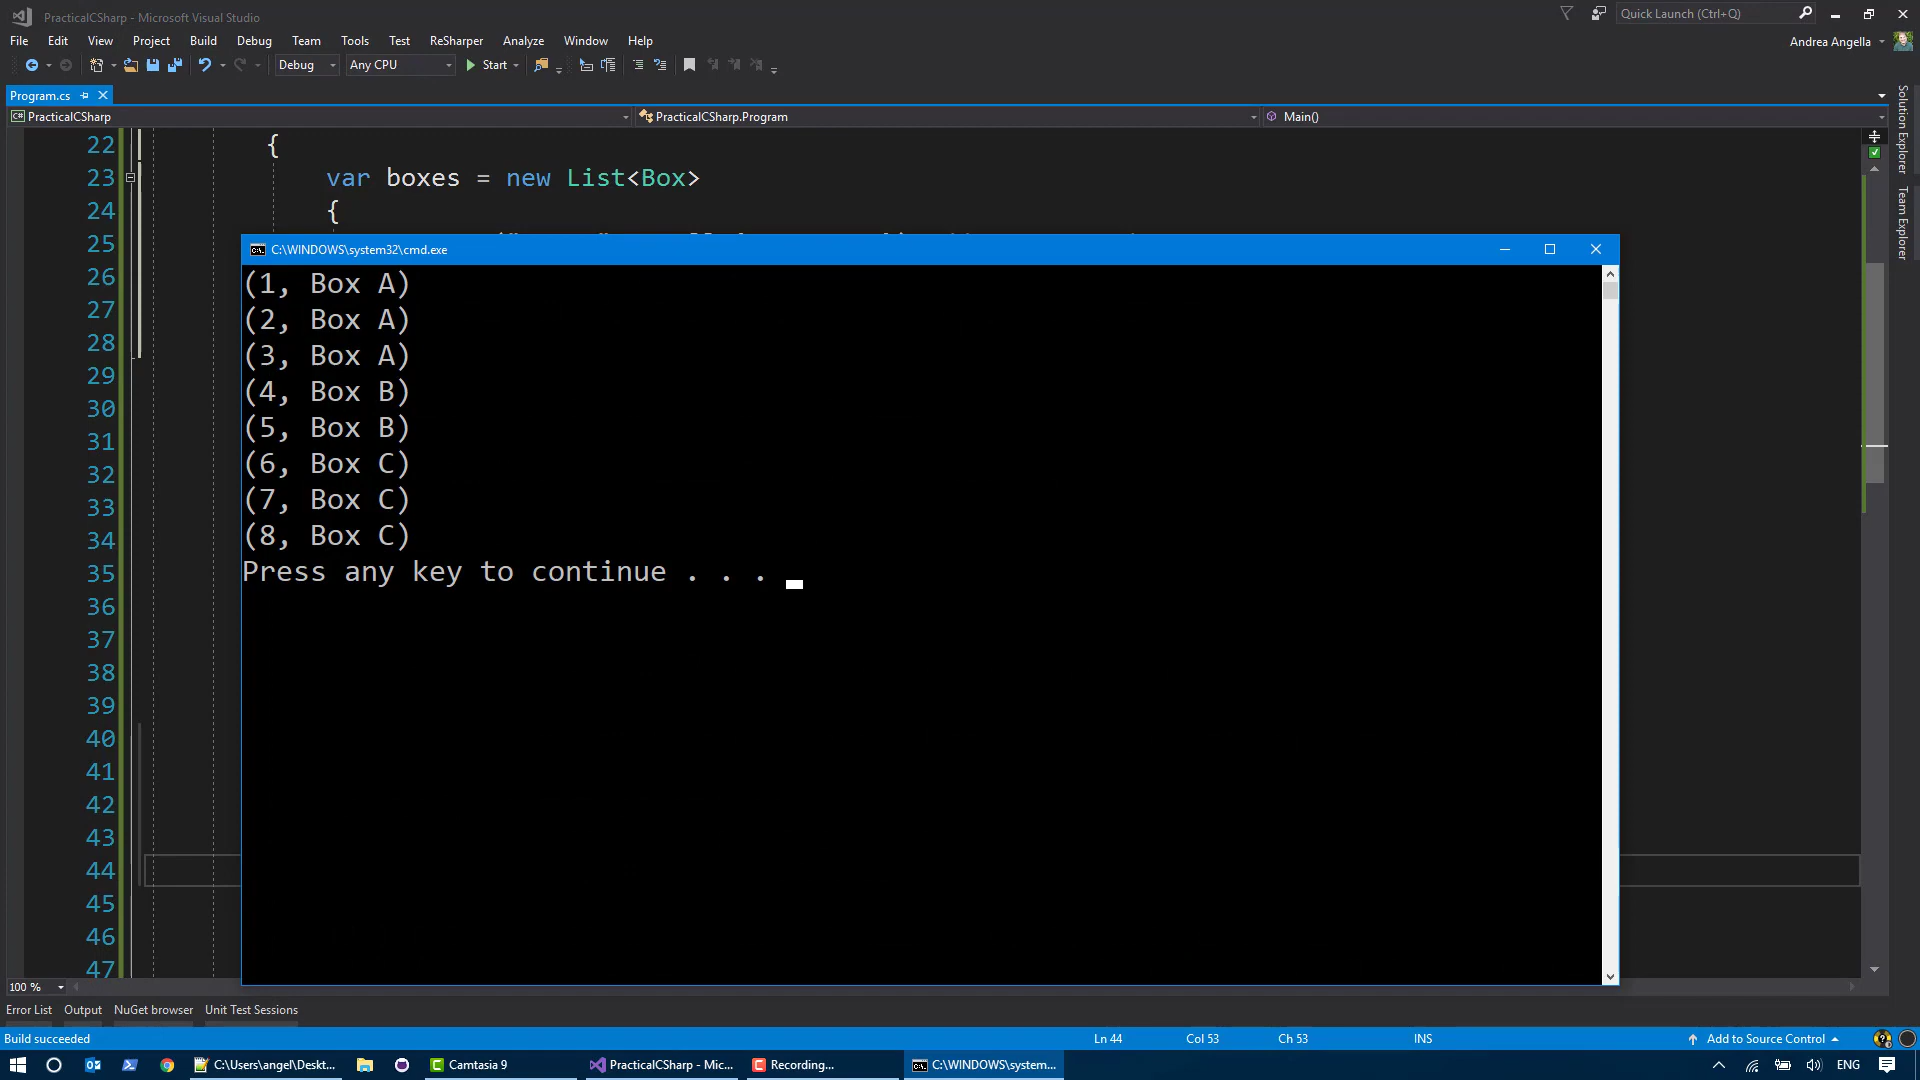 PracticalCSharp - Microsoft Visual Studio
Quick Launch (Ctrl+Q)
File Edit View Project Build Debug Team Tools Test ReSharper Analyze Window Help
Andrea Angella
Debug Any CPU Start
Program.cs
PracticalCSharp PracticalCSharp.Program Main()
Solution Explorer
Team Explorer
22 {
23 var boxes = new List<Box>
24 {
25
C:\WINDOWS\system32\cmd.exe
(1, Box A)
26
(2, Box A)
27
(3, Box A)
28
(4, Box B)
29
30
(5, Box B)
31
(6, Box C)
32
(7, Box C)
33
(8, Box C)
34
Press any key to continue . . .
35
36
37
38
39
40
41
42
43
44
45
46
47
100 %
Error List Output NuGet browser Unit Test Sessions
Build succeeded Ln 44 Col 53 Ch 53 INS Add to Source Control
C:\Users\angel\Deskt... Camtasia 9 PracticalCSharp - Mic... Recording... C:\WINDOWS\system... ENG